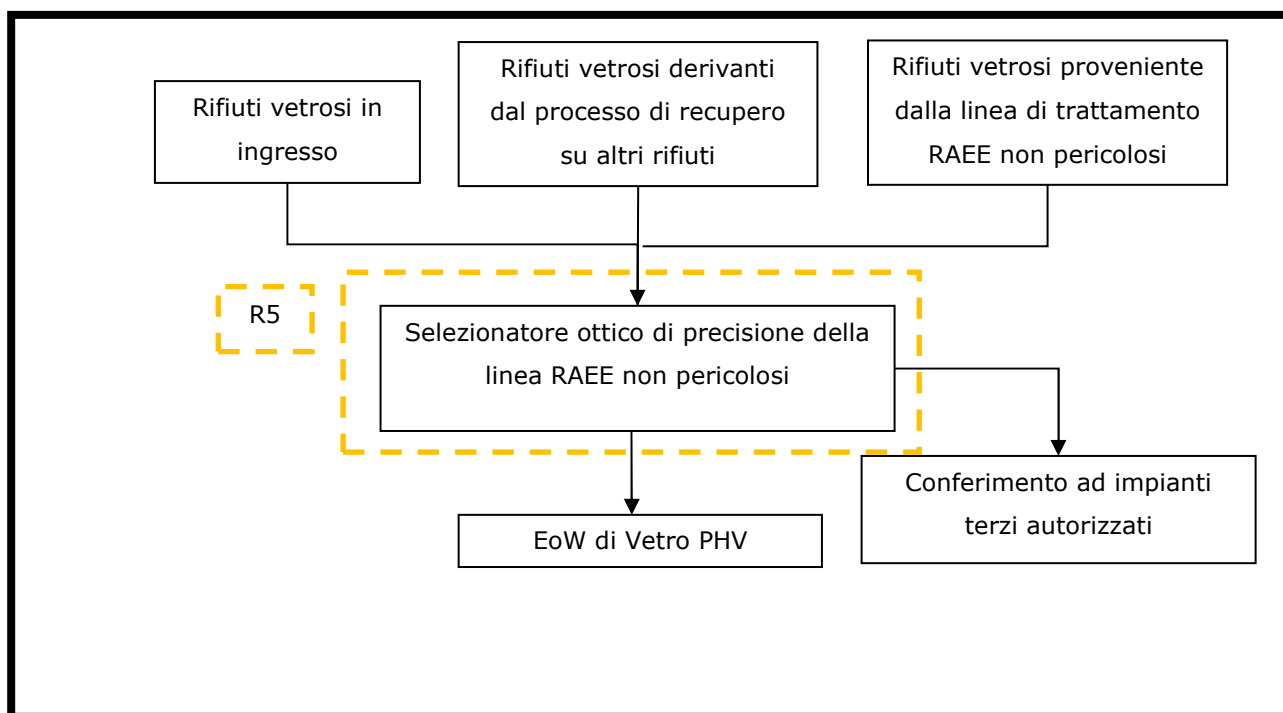 Rifiuti vetrosi in
ingresso
Rifiuti vetrosi derivanti
dal processo di recupero
su altri rifiuti
Rifiuti vetrosi proveniente
dalla linea di trattamento
RAEE non pericolosi
R5
Selezionatore ottico di precisione della
linea RAEE non pericolosi
Conferimento ad impianti
terzi autorizzati
EoW di Vetro PHV